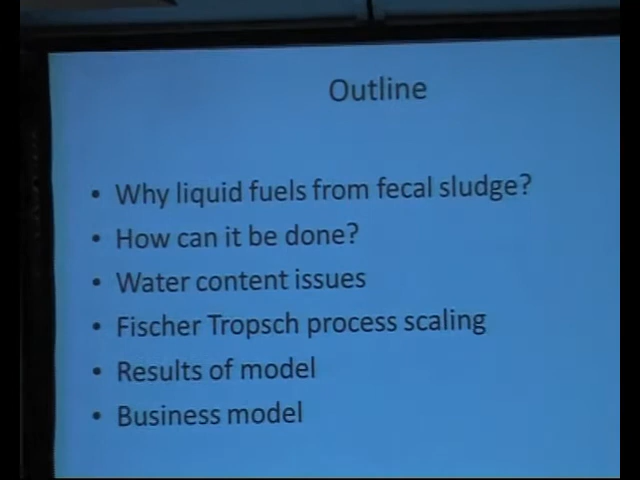 Outline
• Why liquid fuels from fecal sludge?
• How can it be done?
• Water content issues
• Fischer Tropsch process scaling
• Results of model
• Business model